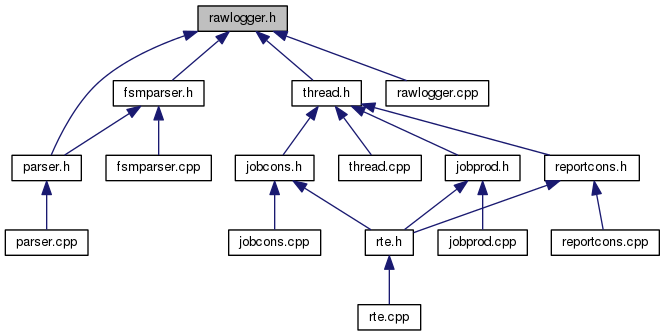 rawlogger.h
fsmparser.h
thread.h
rawlogger.cpp
parser.h
fsmparser.cpp
jobcons.h
thread.cpp
jobprod.h
reportcons.h
parser.cpp
jobcons.cpp
rte.h
jobprod.cpp
reportcons.cpp
rte.cpp